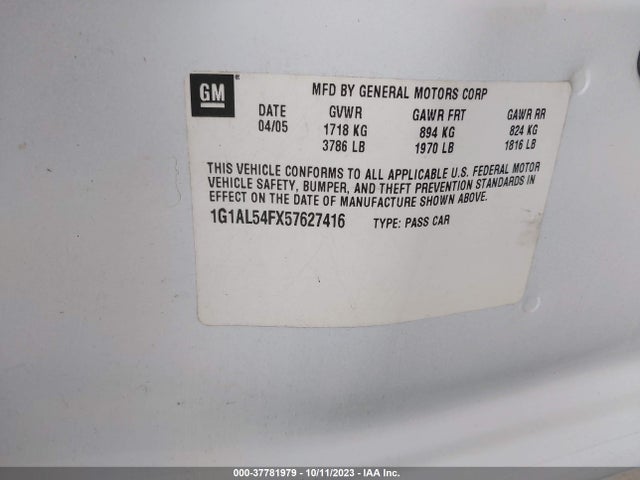 GM
MFD BY GENERAL MOTORS CORP
DATE GVWR GAWR FRT GAWR RR
04/05 1718 KG 894 KG 824 KG
3786 LB 1970 LB 1816 LB
THIS VEHICLE CONFORMS TO ALL APPLICABLE U.S. FEDERAL MOTOR
VEHICLE SAFETY, BUMPER, AND THEFT PREVENTION STANDARDS IN
EFFECT ON THE DATE OF MANUFACTURE SHOWN ABOVE.
1G1AL54FX57627416 TYPE: PASS CAR
000-37781979 - 10/11/2023 - IAA Inc.